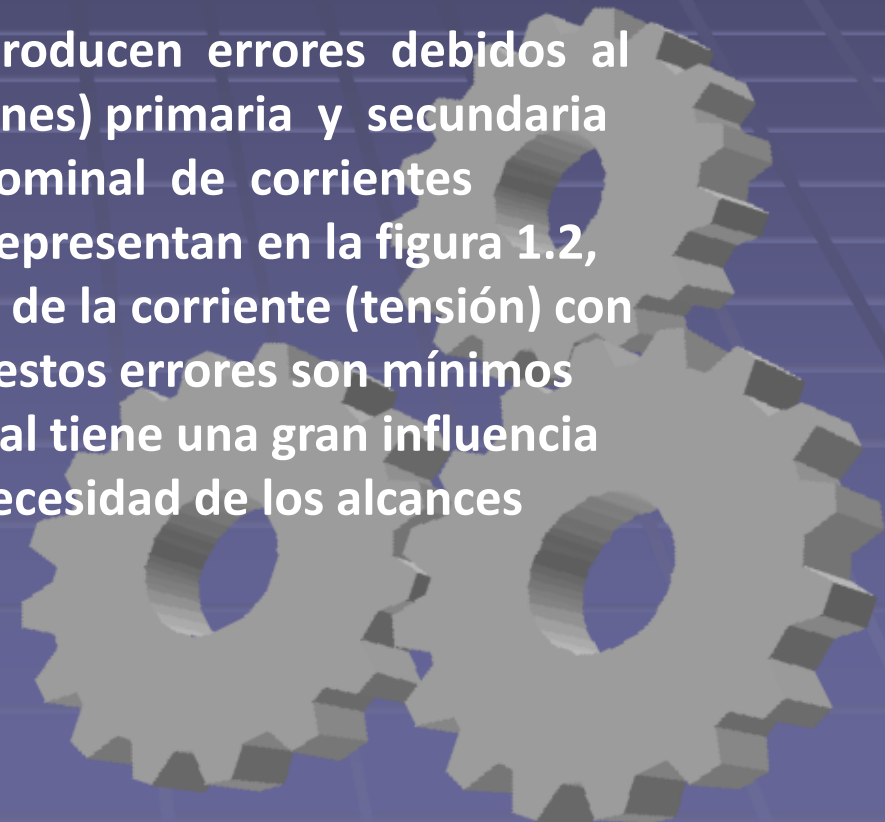 roducen errores debidos al
nes) primaria y secundaria
ominal de corrientes
epresentan en la figura 1.2,
de la corriente (tensión) con
estos errores son mínimos
al tiene una gran influencia
ecesidad de los alcances